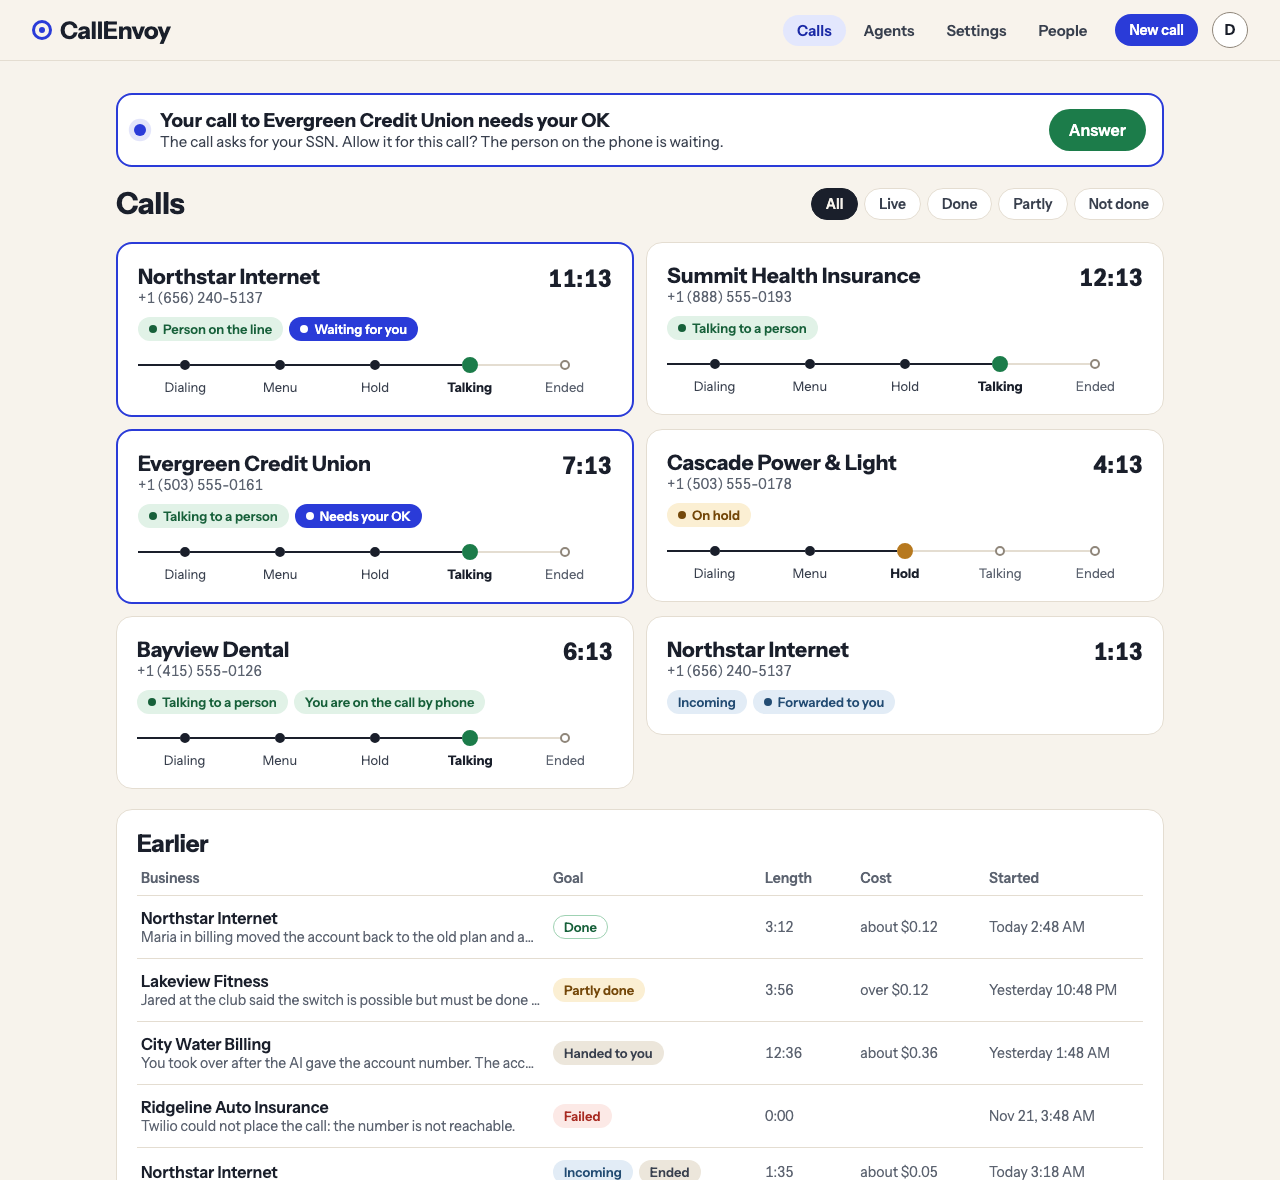 CallEnvoy
Calls
Agents
Settings
People
New call
D
Your call to Evergreen Credit Union needs your OK
The call asks for your SSN. Allow it for this call? The person on the phone is waiting.
Answer
Calls
All
Live
Done
Partly
Not done
Northstar Internet
11:13
+1 (656) 240-5137
Person on the line
Waiting for you
Dialing
Menu
Hold
Talking
Ended
Summit Health Insurance
12:13
+1 (888) 555-0193
Talking to a person
Dialing
Menu
Hold
Talking
Ended
Evergreen Credit Union
7:13
+1 (503) 555-0161
Talking to a person
Needs your OK
Dialing
Menu
Hold
Talking
Ended
Cascade Power & Light
4:13
+1 (503) 555-0178
On hold
Dialing
Menu
Hold
Talking
Ended
Bayview Dental
6:13
+1 (415) 555-0126
Talking to a person
You are on the call by phone
Dialing
Menu
Hold
Talking
Ended
Northstar Internet
1:13
+1 (656) 240-5137
Incoming
Forwarded to you
Earlier
Business
Goal
Length
Cost
Started
Northstar Internet
Maria in billing moved the account back to the old plan and a...
Done
3:12
about $0.12
Today 2:48 AM
Lakeview Fitness
Jared at the club said the switch is possible but must be done ...
Partly done
3:56
over $0.12
Yesterday 10:48 PM
City Water Billing
You took over after the AI gave the account number. The acc...
Handed to you
12:36
about $0.36
Yesterday 1:48 AM
Ridgeline Auto Insurance
Twilio could not place the call: the number is not reachable.
Failed
0:00
Nov 21, 3:48 AM
Northstar Internet
Incoming
Ended
1:35
about $0.05
Today 3:18 AM